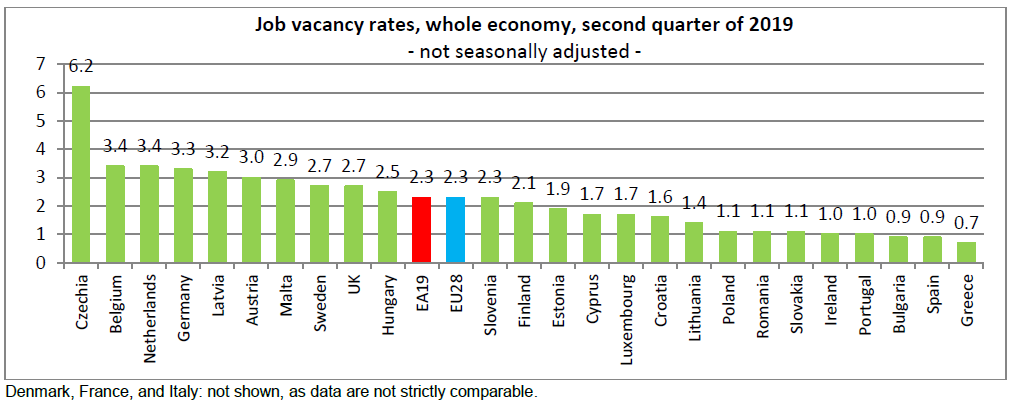 Job vacancy rates, whole economy, second quarter of 2019
- not seasonally adjusted -
7
6
5
4
3
2
1
0
6.2
3.4
3.4
3.3
3.2
3.0
2.9
2.7
2.7
2.5
2.3
2.3
2.3
2.1
1.9
1.7
1.7
1.6
1.4
1.1
1.1
1.1
1.0
1.0
0.9
0.9
0.7
Czechia
Belgium
Netherlands
Germany
Latvia
Austria
Malta
Sweden
UK
Hungary
EA19
EU28
Slovenia
Finland
Estonia
Cyprus
Luxembourg
Croatia
Lithuania
Poland
Romania
Slovakia
Ireland
Portugal
Bulgaria
Spain
Greece
Denmark, France, and Italy: not shown, as data are not strictly comparable.